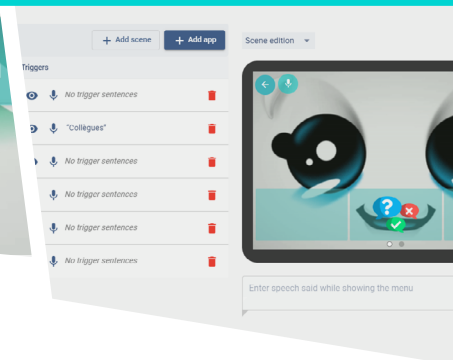 + Add scene
+ Add app
Scene edition
Triggers
No trigger sentences
"Collègues"
No trigger sentences
No trigger sentences
No trigger sentences
No trigger sentences
?
Enter speech said while showing the menu